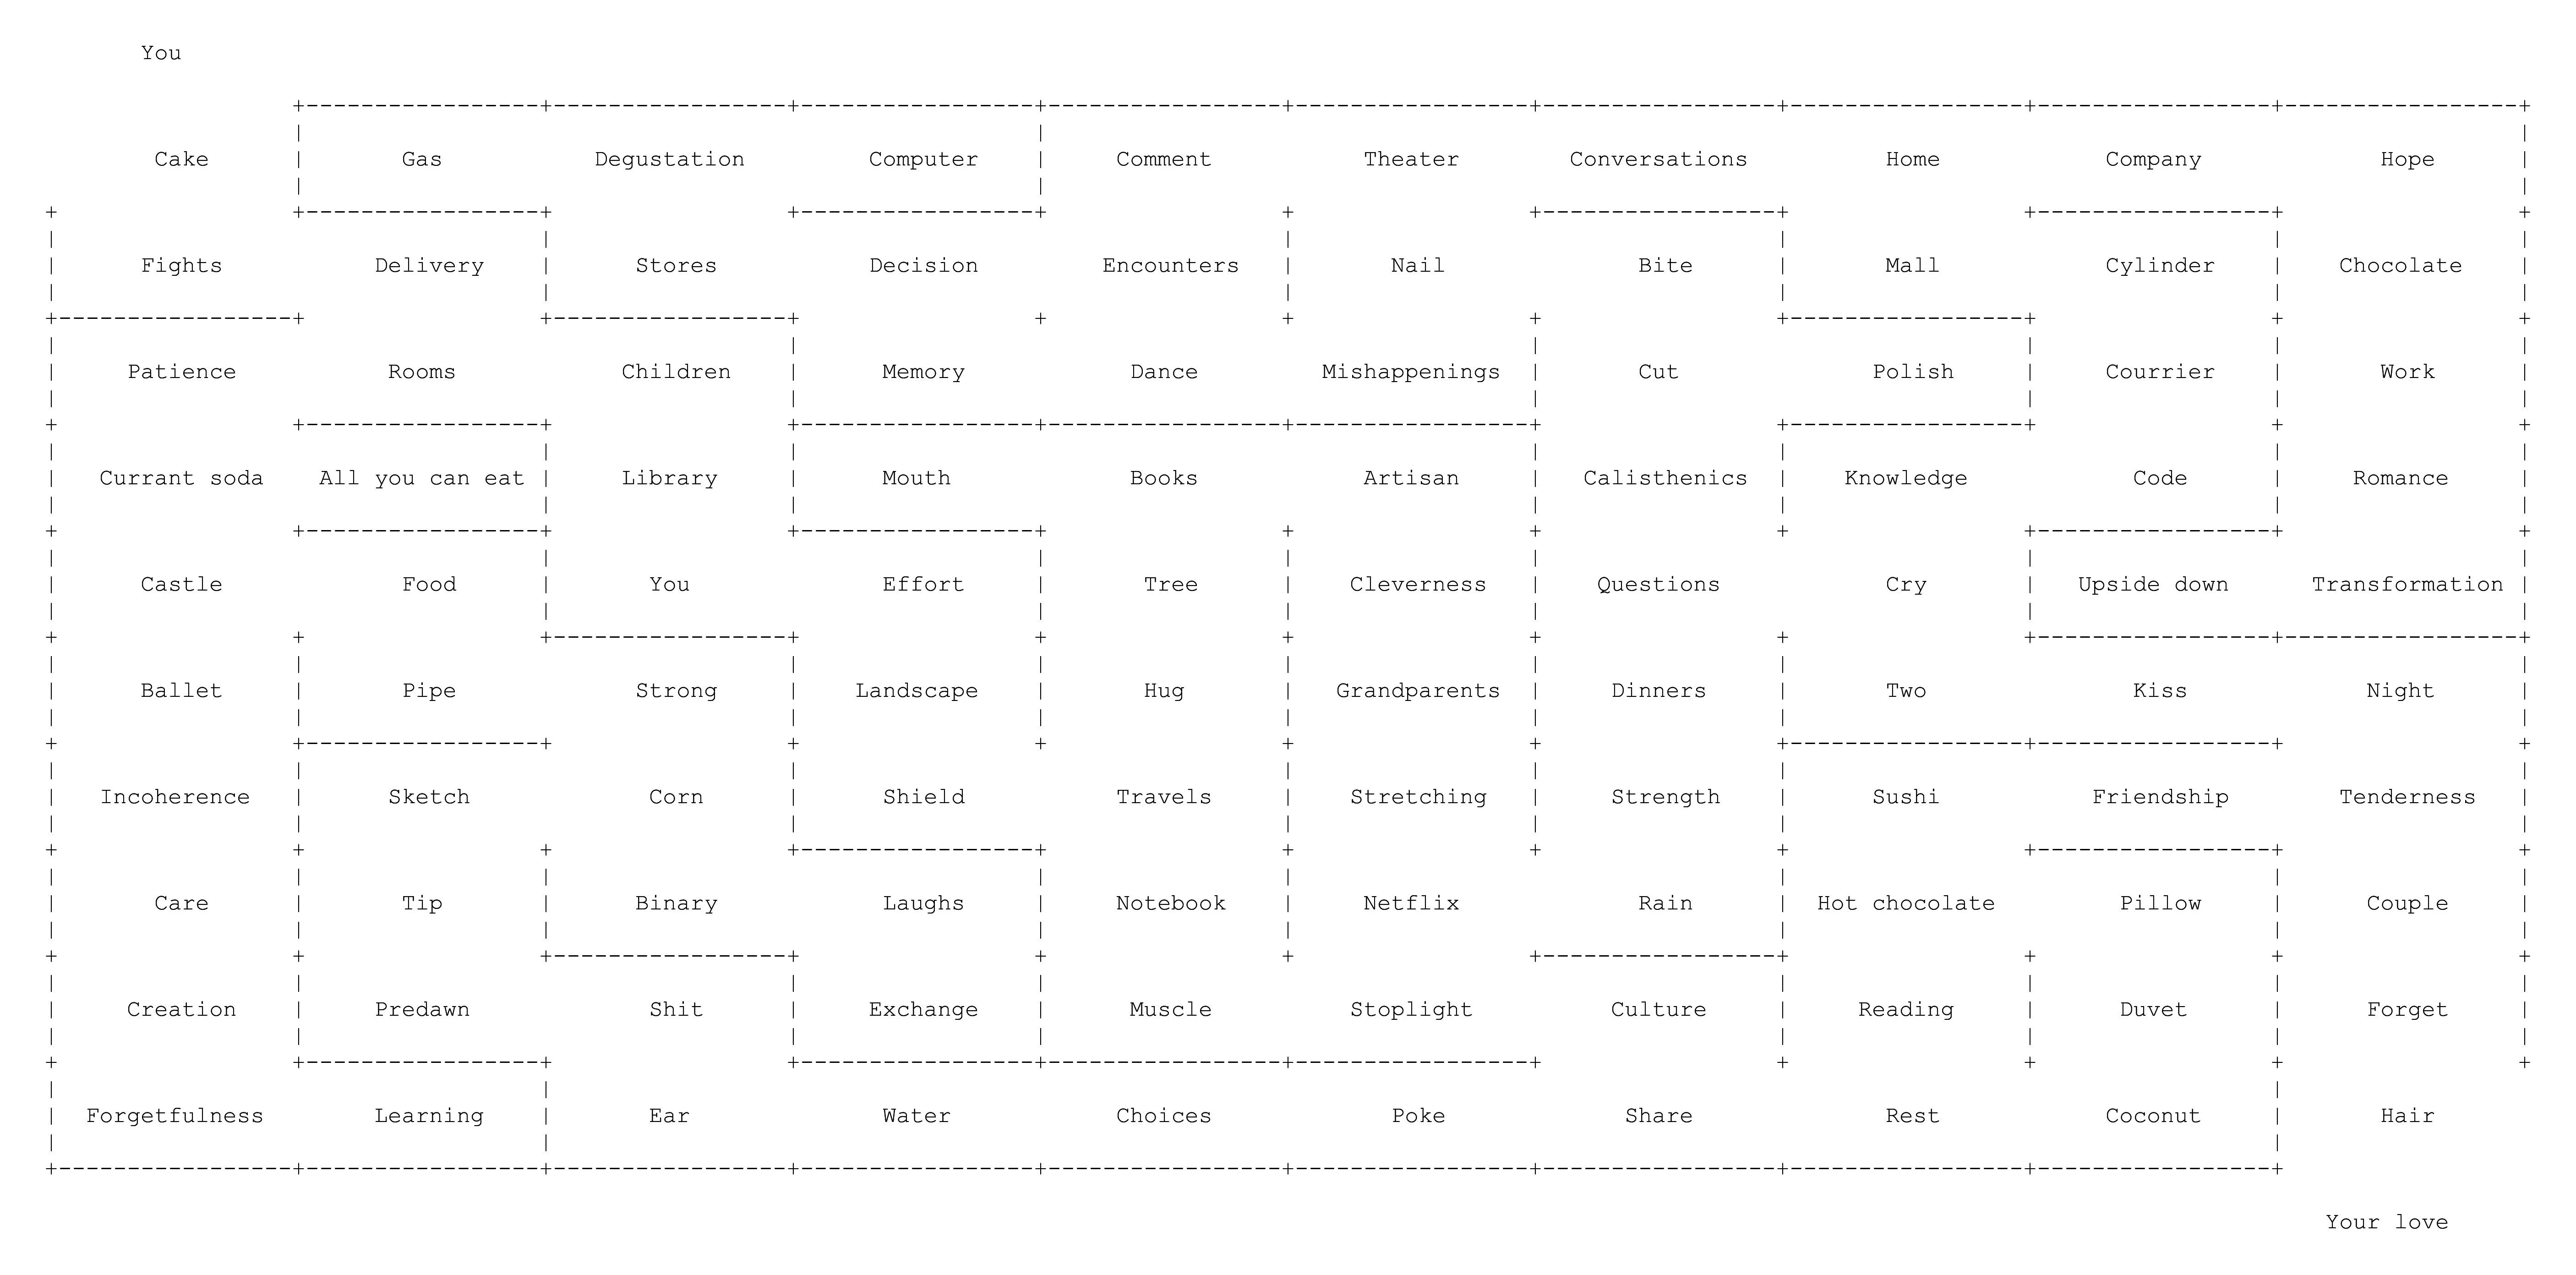 You
Cake Gas Degustation Computer Comment Theater Conversations Home Company Hope
Fights Delivery Stores Decision Encounters Nail Bite Mall Cylinder Chocolate
Patience Rooms Children Memory Dance Mishappenings Cut Polish Courrier Work
Currant soda All you can eat Library Mouth Books Artisan Calisthenics Knowledge Code Romance
Castle Food You Effort Tree Cleverness Questions Cry Upside down Transformation
Ballet Pipe Strong Landscape Hug Grandparents Dinners Two Kiss Night
Incoherence Sketch Corn Shield Travels Stretching Strength Sushi Friendship Tenderness
Care Tip Binary Laughs Notebook Netflix Rain Hot chocolate Pillow Couple
Creation Predawn Shit Exchange Muscle Stoplight Culture Reading Duvet Forget
Forgetfulness Learning Ear Water Choices Poke Share Rest Coconut Hair
Your love